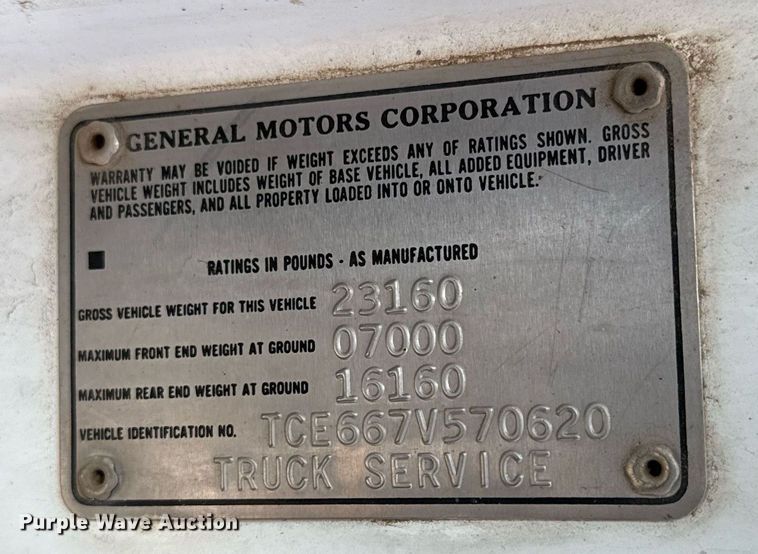 GENERAL MOTORS CORPORATION
WARRANTY MAY BE VOIDED IF WEIGHT EXCEEDS ANY OF RATINGS SHOWN. GROSS
VEHICLE WEIGHT INCLUDES WEIGHT OF BASE VEHICLE, ALL ADDED EQUIPMENT, DRIVER
AND PASSENGERS, AND ALL PROPERTY LOADED INTO OR ONTO VEHICLE.
RATINGS IN POUNDS - AS MANUFACTURED
GROSS VEHICLE WEIGHT FOR THIS VEHICLE 23160
MAXIMUM FRONT END WEIGHT AT GROUND 07000
MAXIMUM REAR END WEIGHT AT GROUND 16160
VEHICLE IDENTIFICATION NO. TCE667V570620
TRUCK SERVICE
Purple Wave Auction